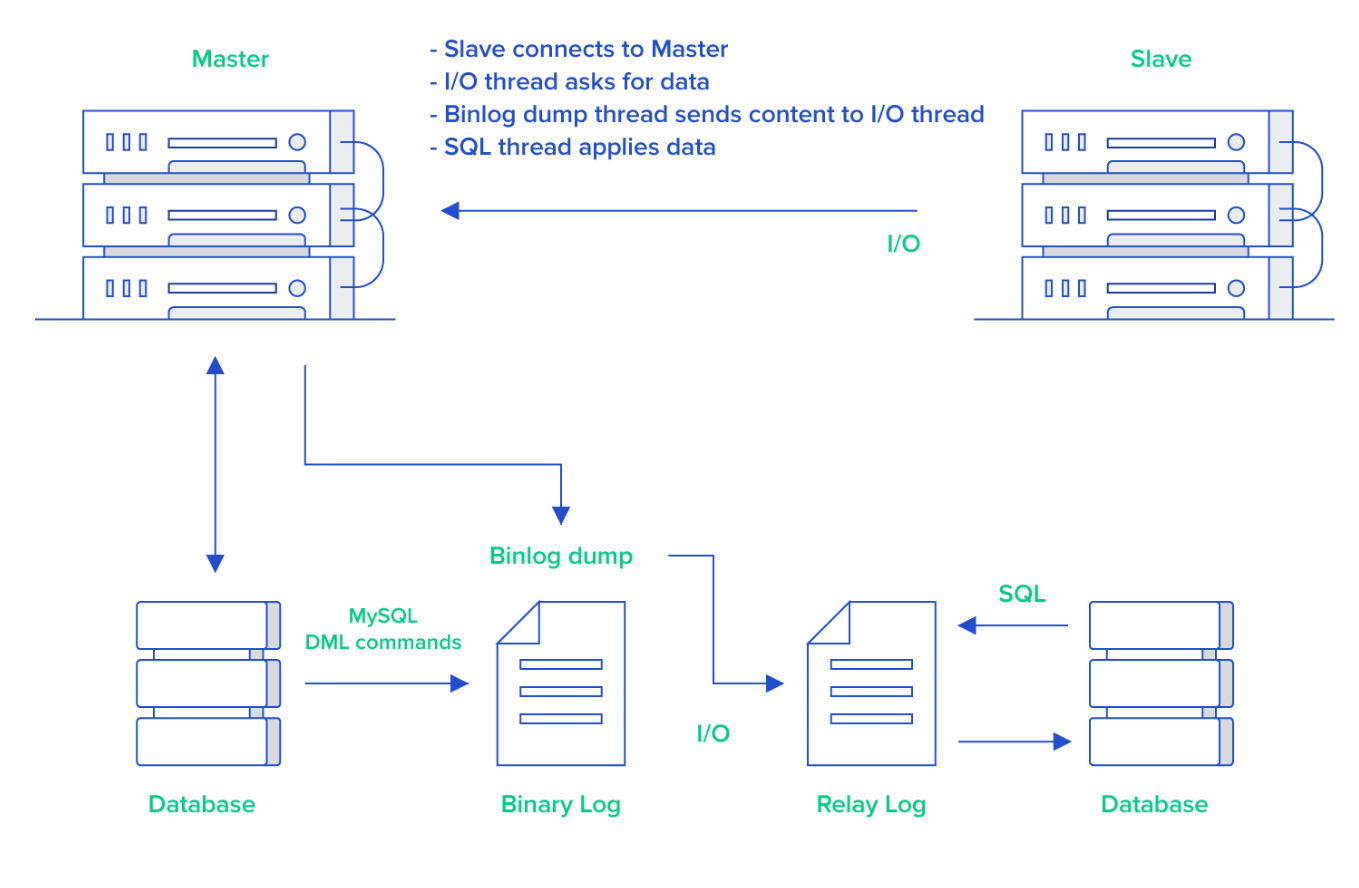 Master
- Slave connects to Master
- I/O thread asks for data
- Binlog dump thread sends content to I/O thread
- SQL thread applies data
Slave
I/O
Binlog dump
MySQL
DML commands
SQL
I/O
Database
Binary Log
Relay Log
Database